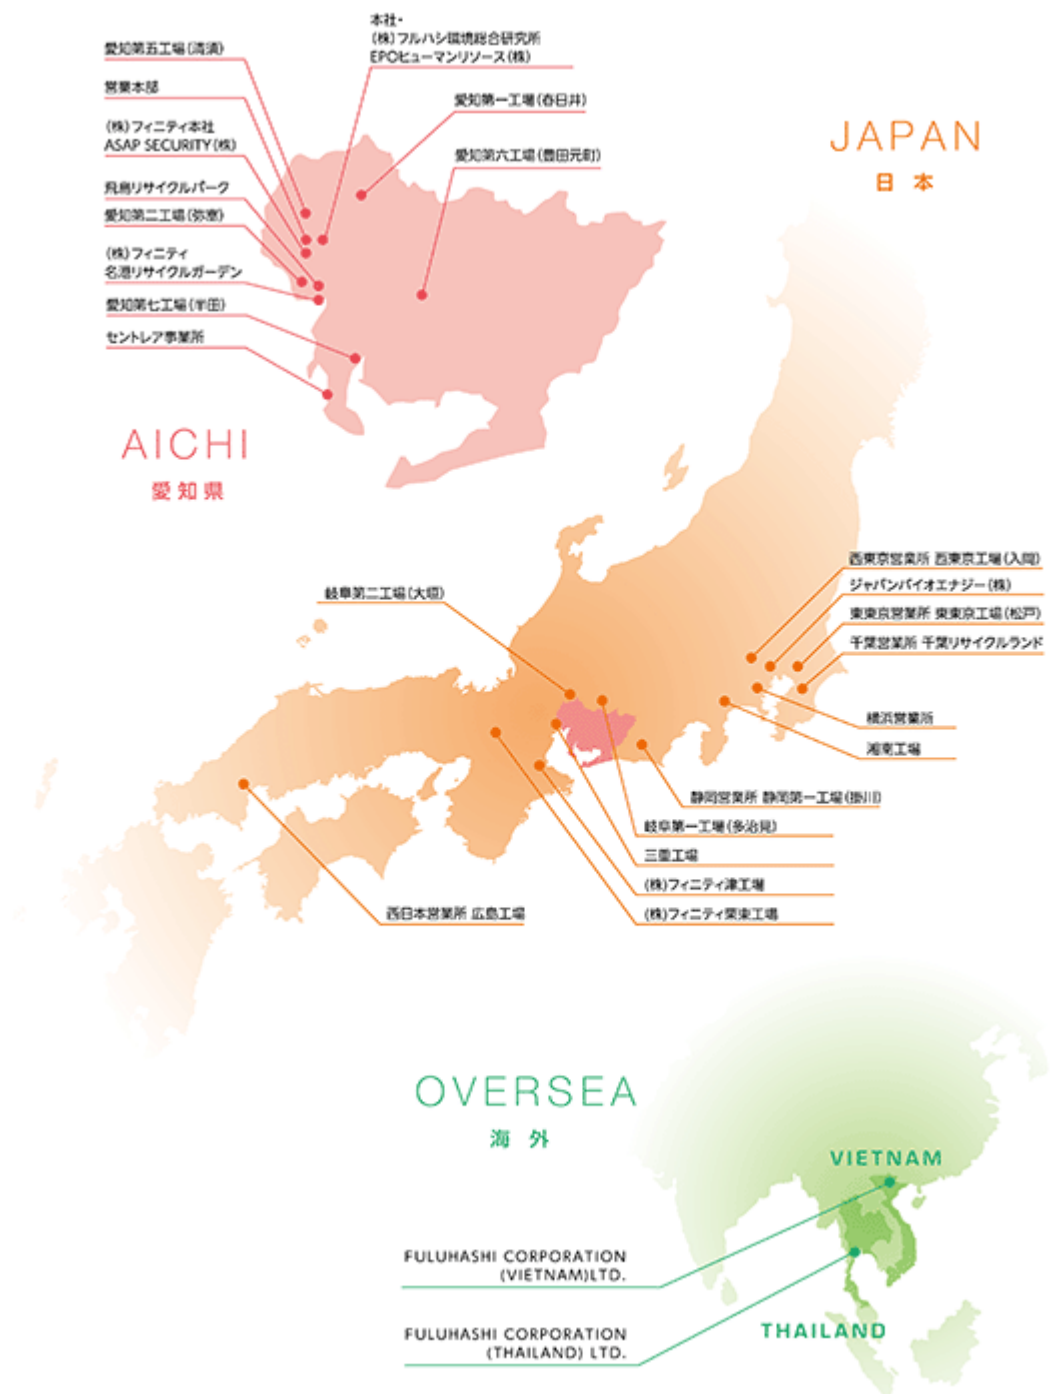 本社・
(株)フルハシ環境総合研究所
EPOヒューマンリソース(株)
愛知第五工場(清須)
営業本部
(株)フィニティ本社
ASAP SECURITY(株)
飛島リサイクルパーク
愛知第二工場(弥富)
(株)フィニティ
名港リサイクルガーデン
愛知第七工場(半田)
セントレア事業所
愛知第一工場(春日井)
愛知第六工場(豊田元町)
JAPAN
日本
AICHI
愛知県
岐阜第二工場(大垣)
西東京営業所 西東京工場(入間)
ジャパンバイオエナジー(株)
東東京営業所 東東京工場(松戸)
千葉営業所 千葉リサイクルランド
横浜営業所
湘南工場
静岡営業所 静岡第一工場(掛川)
岐阜第一工場(多治見)
三重工場
(株)フィニティ津工場
(株)フィニティ栗東工場
西日本営業所 広島工場
OVERSEA
海外
VIETNAM
FULUHASHI CORPORATION
(VIETNAM)LTD.
THAILAND
FULUHASHI CORPORATION
(THAILAND) LTD.